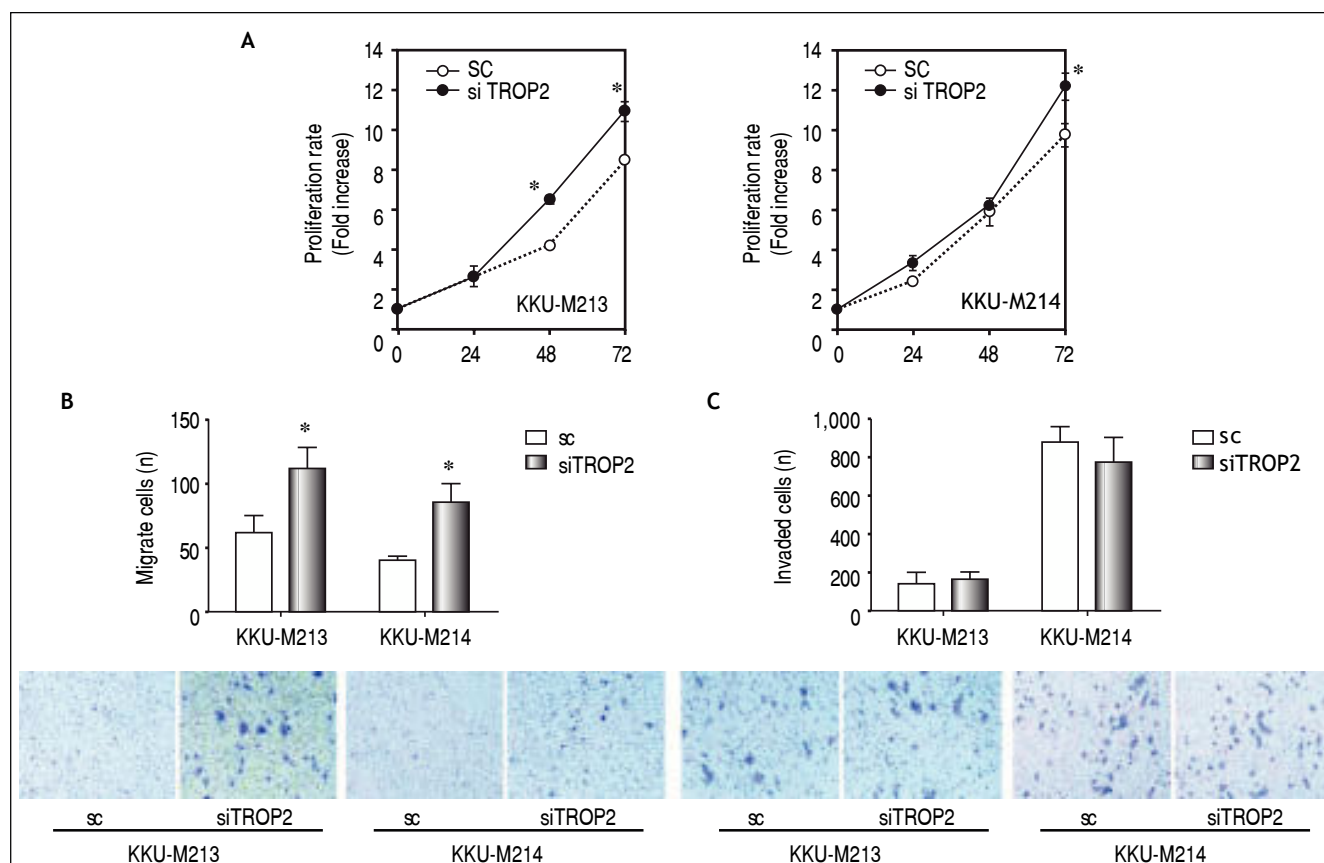 A
14
12
10
8
6
4
2
0
Proliferation rate
(Fold increase)
SC
si TROP2
*
*
KKU-M213
0 24 48 72
14
12
10
8
6
4
2
0
Proliferation rate
(Fold increase)
SC
si TROP2
*
KKU-M214
0 24 48 72
B
150
100
50
0
Migrate cells (n)
*
*
sc
siTROP2
KKU-M213 KKU-M214
C
1,000
800
600
400
200
0
Invaded cells (n)
sc
siTROP2
KKU-M213 KKU-M214
sc siTROP2 sc siTROP2 sc siTROP2 sc siTROP2
KKU-M213 KKU-M214 KKU-M213 KKU-M214